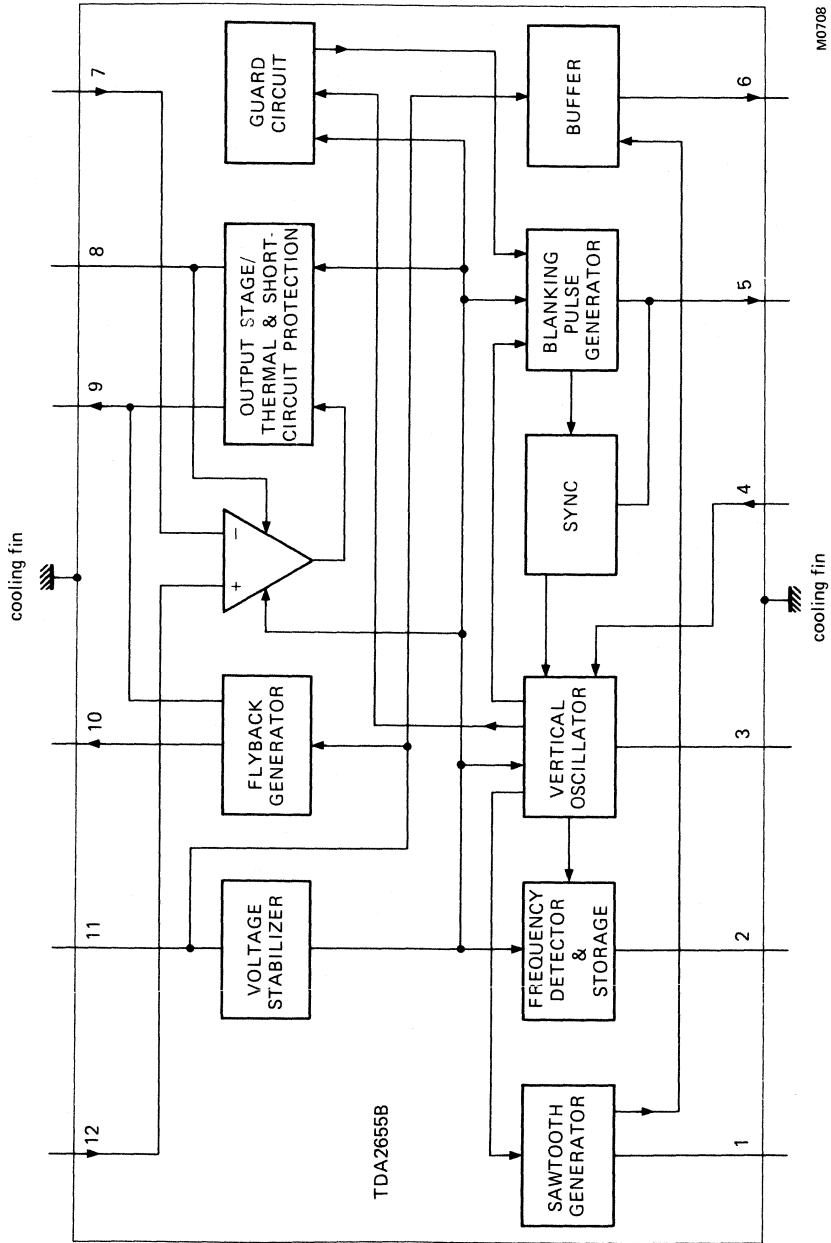 cooling fin
12
11
10
9
8
7
TDA2655B
VOLTAGE
STABILIZER
FLYBACK
GENERATOR
+
−
OUTPUT STAGE/
THERMAL & SHORT-
CIRCUIT PROTECTION
GUARD
CIRCUIT
SAWTOOTH
GENERATOR
FREQUENCY
DETECTOR
&
STORAGE
VERTICAL
OSCILLATOR
SYNC
BLANKING
PULSE
GENERATOR
BUFFER
1
2
3
4
5
6
cooling fin
M0708